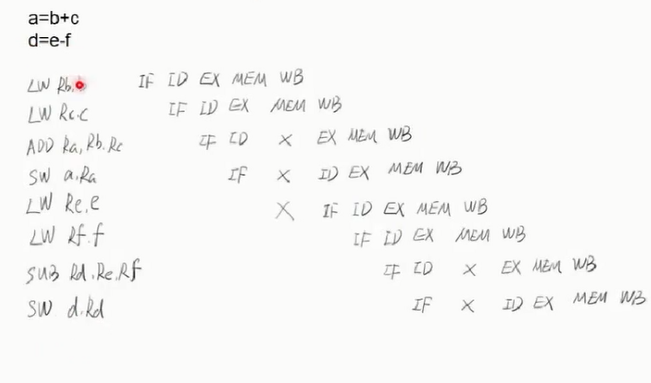 a=b+c
d=e-f
LW Rb. IF ID EX MEM WB
LW Rc.c IF ID EX MEM WB
ADD Ra,Rb.Rc IF ID X EX MEM WB
SW a.Ra IF X ID EX MEM WB
LW Re.e X IF ID EX MEM WB
LW Rf.f IF ID EX MEM WB
SUB Rd.Re.Rf IF ID X EX MEM WB
SW d.Rd IF X ID EX MEM WB